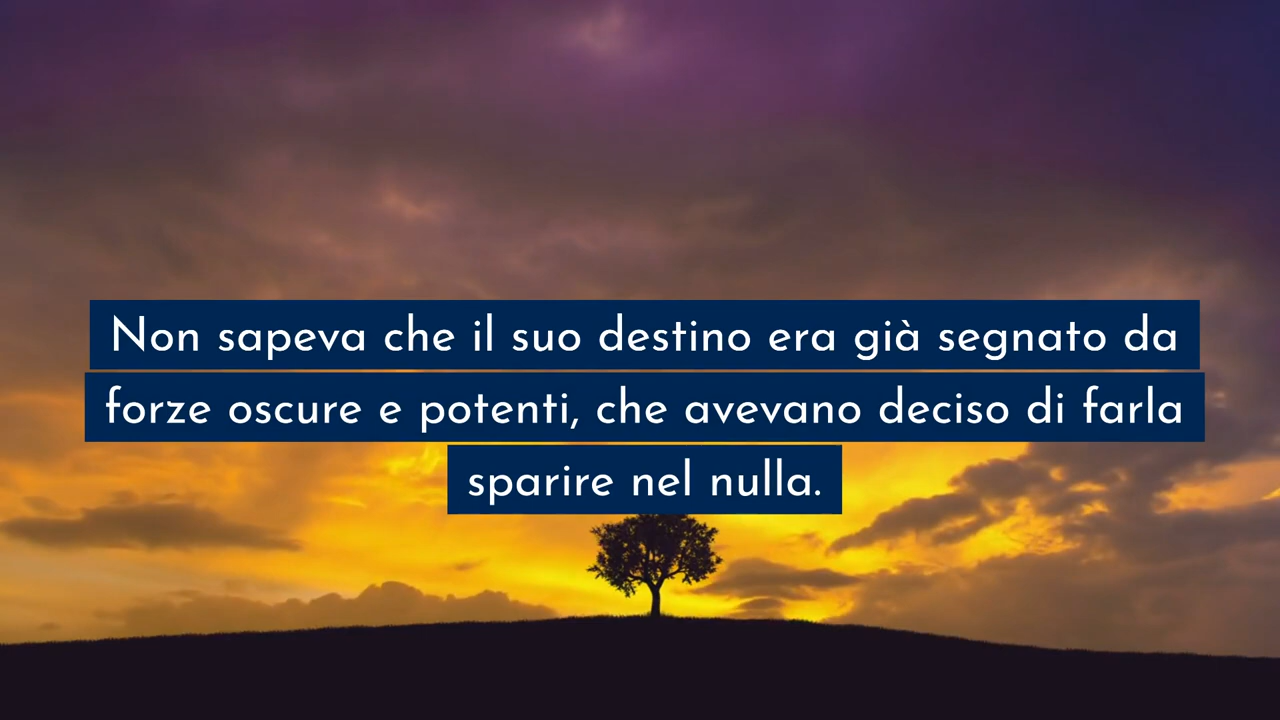 Non sapeva che il suo destino era già segnato da
forze oscure e potenti, che avevano deciso di farla
sparire nel nulla.